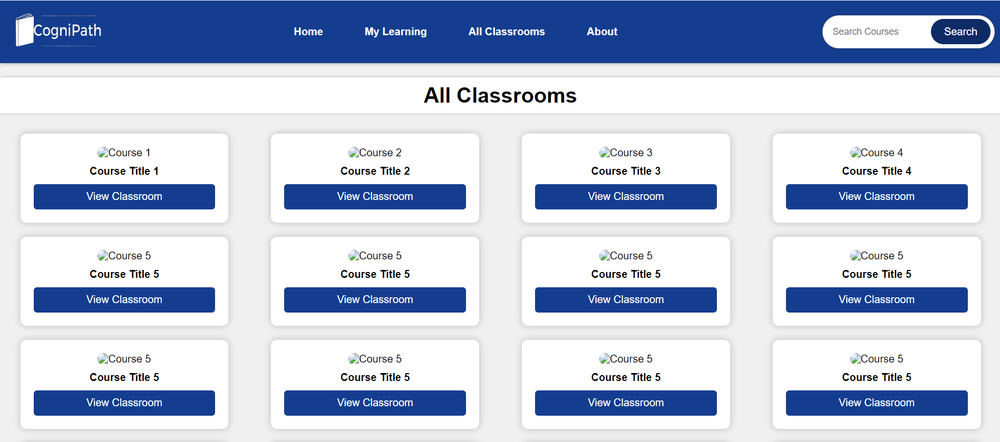 CogniPath
Home My Learning All Classrooms About
Search Courses Search
All Classrooms
Course 1 Course 2 Course 3 Course 4
Course Title 1 Course Title 2 Course Title 3 Course Title 4
View Classroom View Classroom View Classroom View Classroom
Course 5 Course 5 Course 5 Course 5
Course Title 5 Course Title 5 Course Title 5 Course Title 5
View Classroom View Classroom View Classroom View Classroom
Course 5 Course 5 Course 5 Course 5
Course Title 5 Course Title 5 Course Title 5 Course Title 5
View Classroom View Classroom View Classroom View Classroom